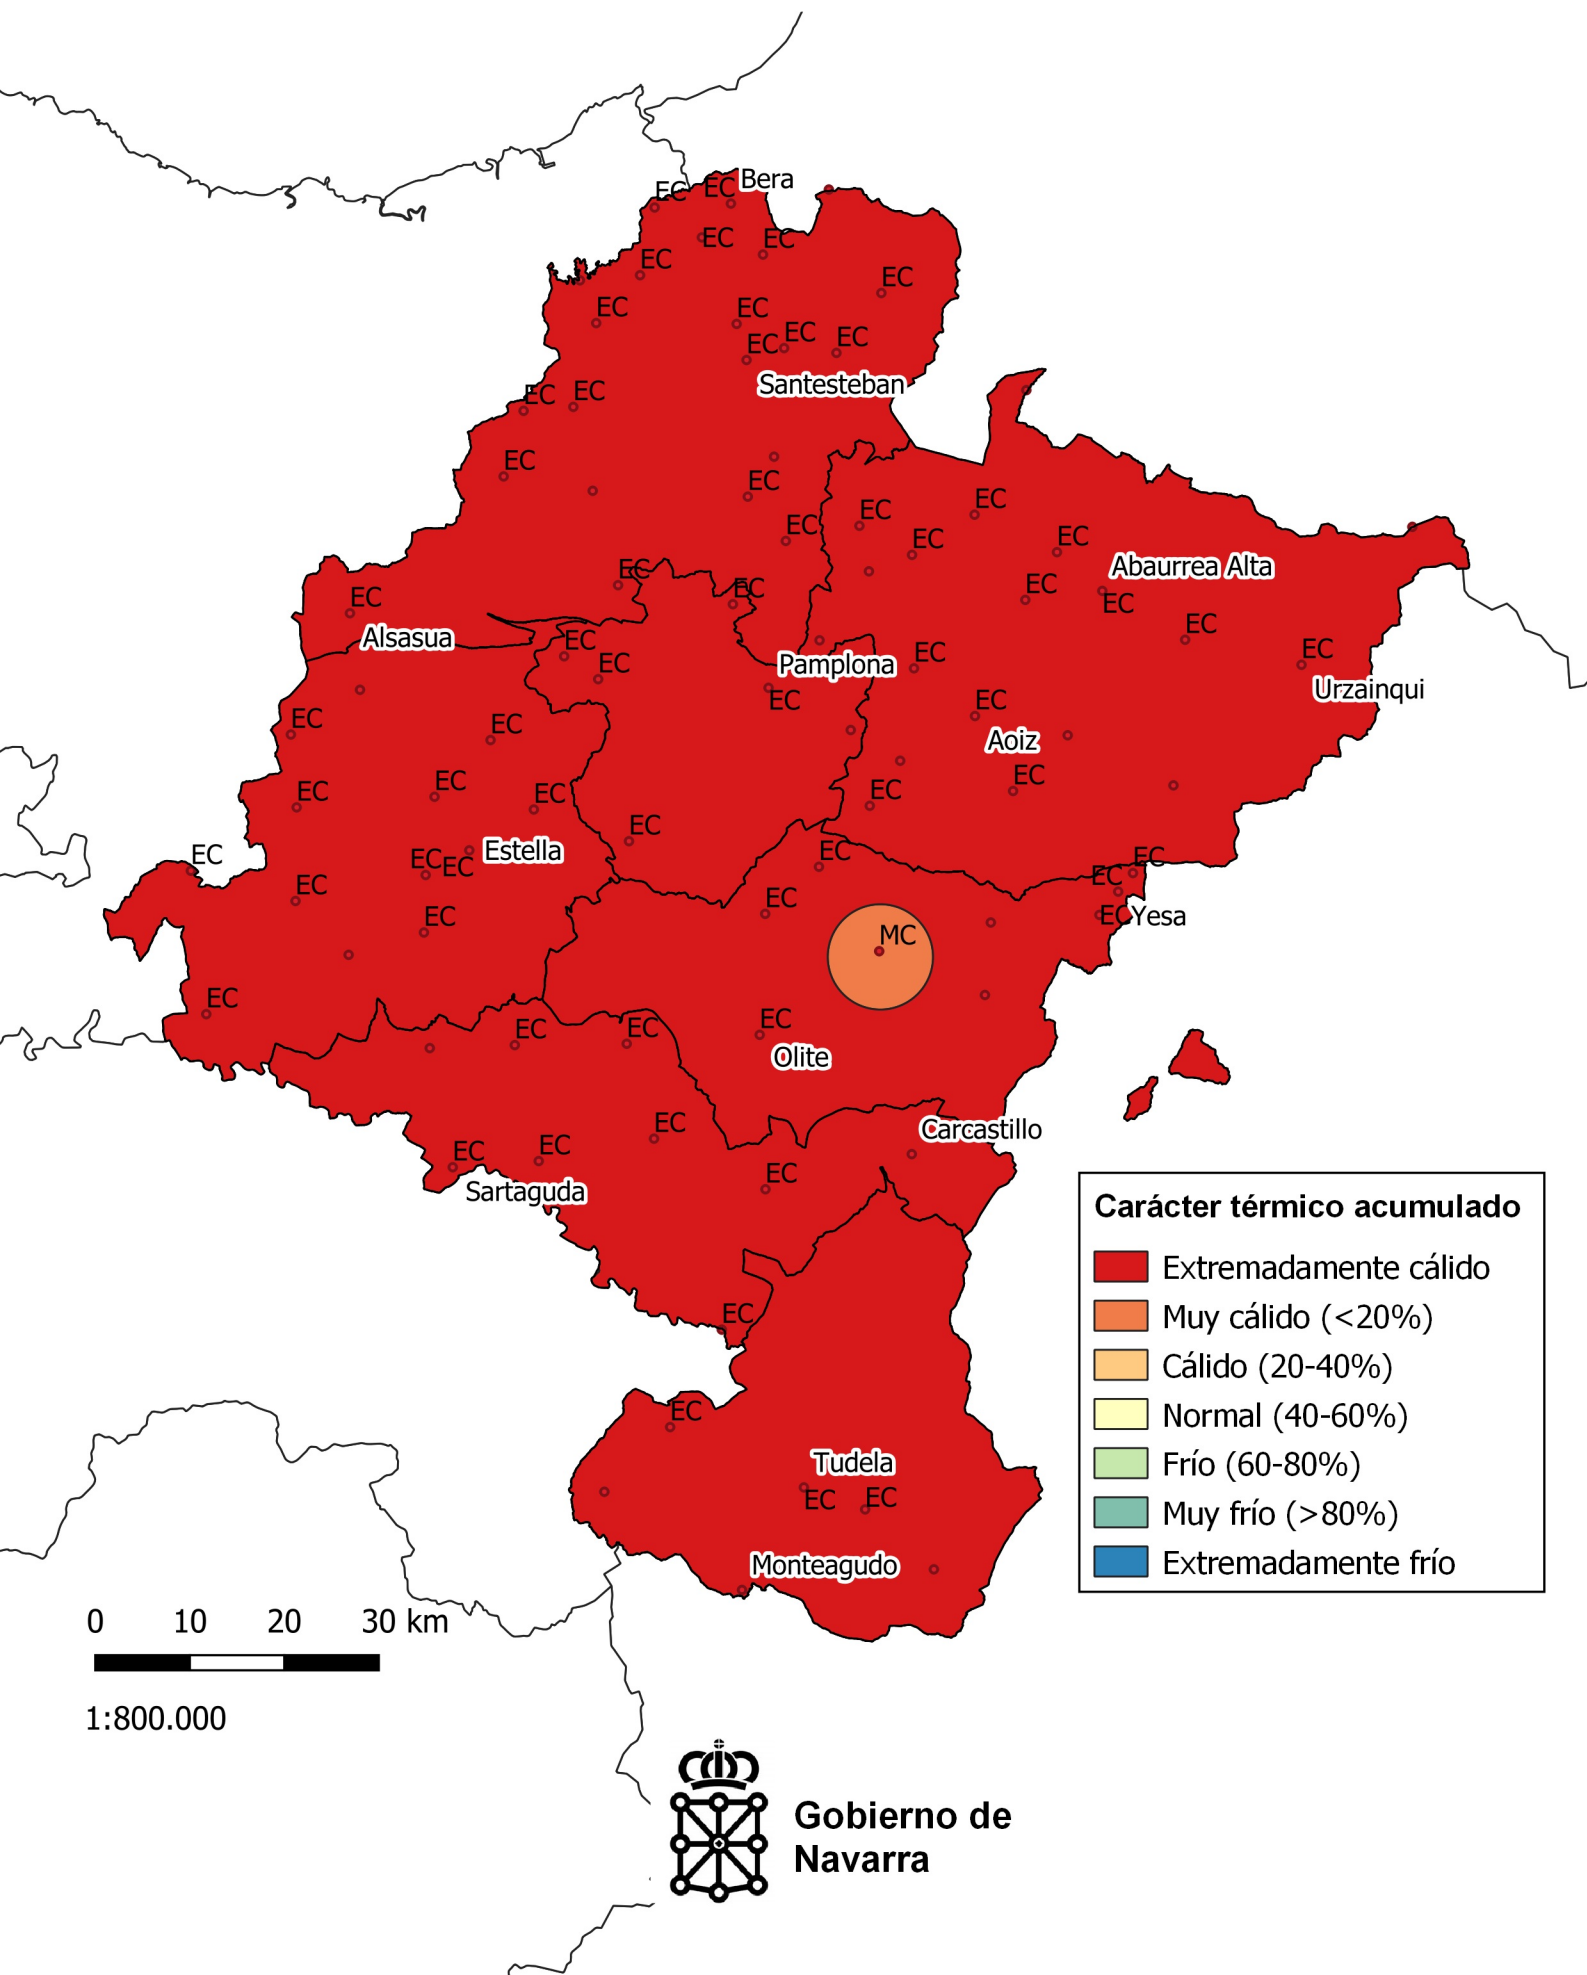 EC EC Bera
EC EC
EC
EC
EC EC
EC EC EC
Santesteban
EC EC
EC
EC
EC EC
EC EC
EC
Abaurrea Alta
EC EC
EC EC
EC
EC
Alsasua
EC
EC
EC
Pamplona
EC
EC
Urzainqui
EC
EC
EC EC
Aoiz
EC
EC EC EC
EC
EC
Estella
EC
EC
EC
EC EC
EC
EC
EC
EC
EC
EC Yesa
MC
EC
EC EC EC
Olite
Carcastillo
EC
EC EC
EC
Sartaguda
EC
EC
Tudela
EC EC
Monteagudo
Carácter térmico acumulado
Extremadamente cálido
Muy cálido (<20%)
Cálido (20-40%)
Normal (40-60%)
Frío (60-80%)
Muy frío (>80%)
Extremadamente frío
0 10 20 30 km
1:800.000
Gobierno de
Navarra